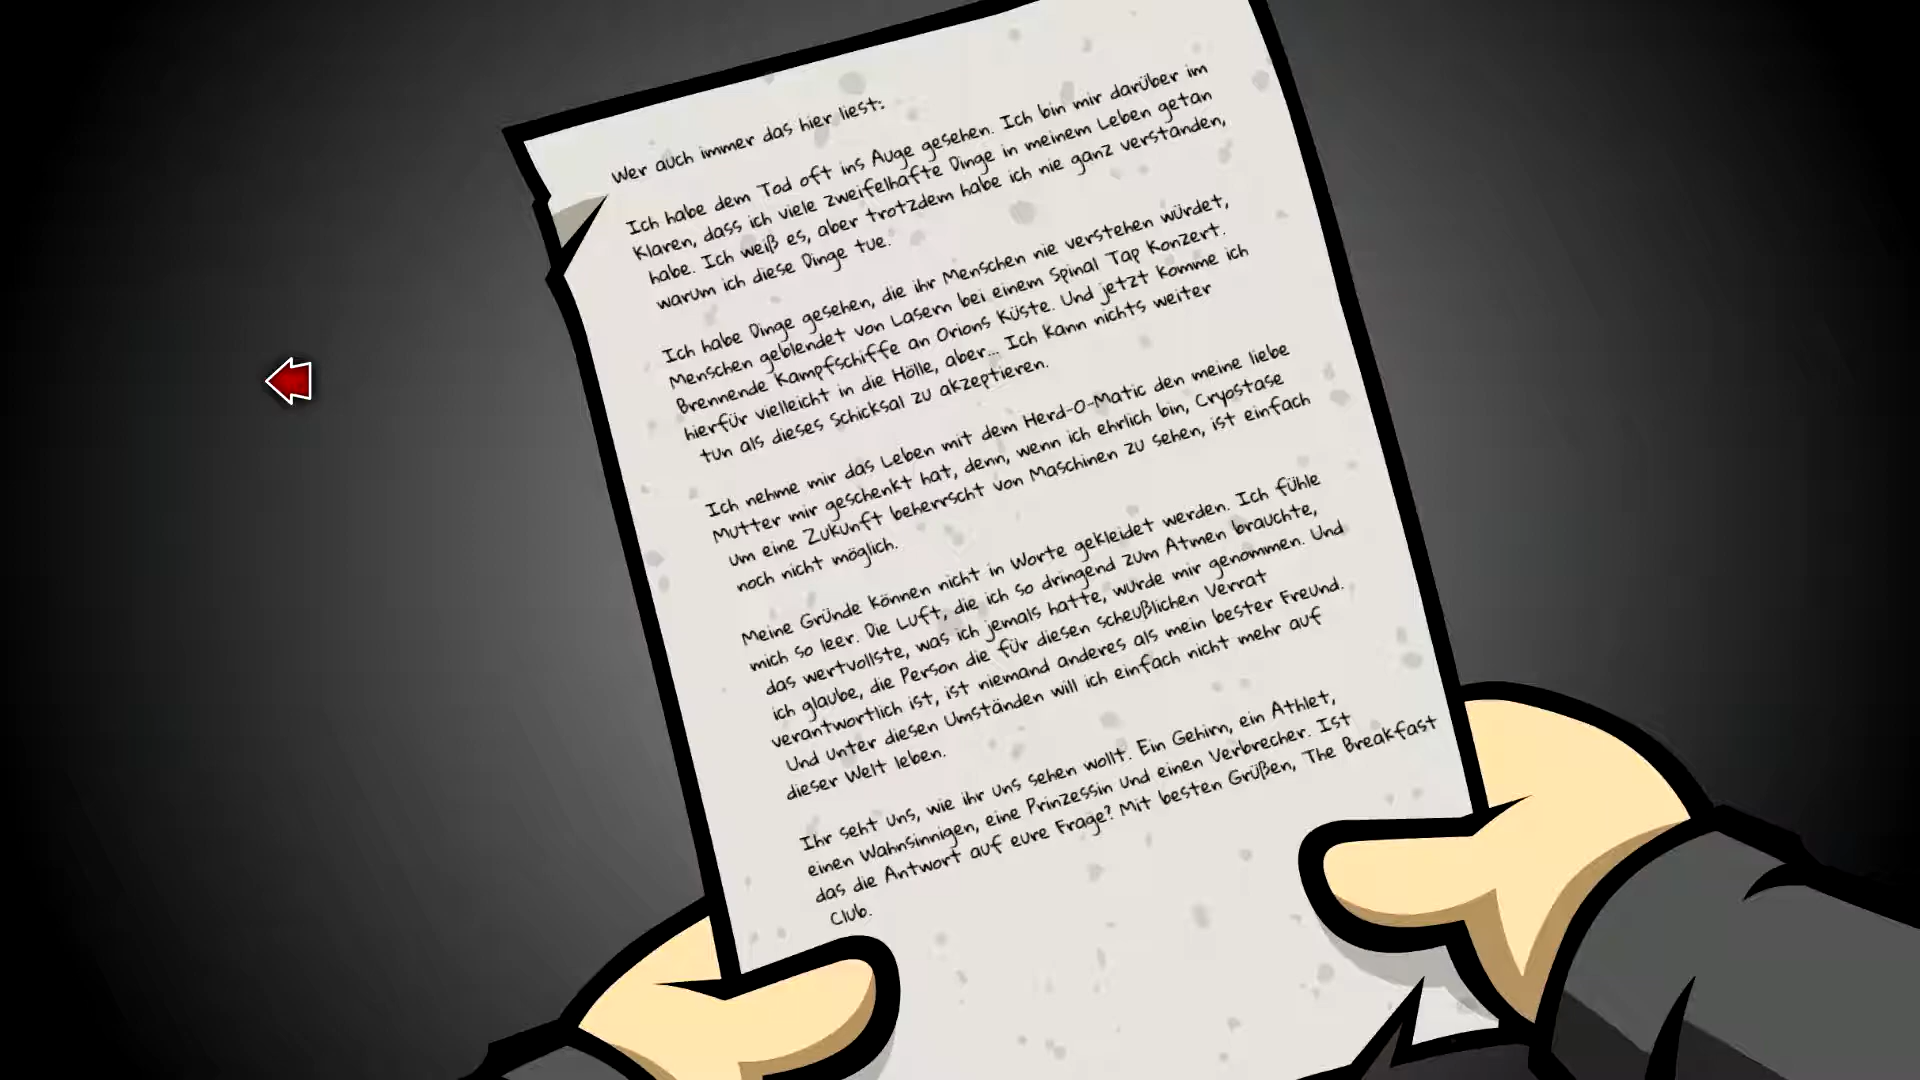 Wer auch immer das hier liest:
Ich habe dem Tod oft ins Auge gesehen. Ich bin mir darüber im
Klaren, dass ich viele zweifelhafte Dinge in meinem Leben getan
habe. Ich weiß es, aber trotzdem habe ich nie ganz verstanden,
warum ich diese Dinge tue.
Ich habe Dinge gesehen, die ihr Menschen nie verstehen würdet,
Menschen geblendet von Lasern bei einem Spinal Tap Konzert.
Brennende Kampfschiffe an Orions Küste. Und jetzt komme ich
hierfür vielleicht in die Hölle, aber... Ich kann nichts weiter
tun als dieses Schicksal zu akzeptieren.
Ich nehme mir das Leben mit dem Herd-O-Matic den meine liebe
Mutter mir geschenkt hat, denn, wenn ich ehrlich bin, Cryostase
um eine Zukunft beherrscht von Maschinen zu sehen, ist einfach
noch nicht möglich.
Meine Gründe können nicht in Worte gekleidet werden. Ich fühle
mich so leer. Die Luft, die ich so dringend zum Atmen brauchte,
das wertvollste, was ich jemals hatte, wurde mir genommen. Und
ich glaube, die Person die für diesen scheußlichen Verrat
verantwortlich ist, ist niemand anderes als mein bester Freund.
Und unter diesen Umständen will ich einfach nicht mehr auf
dieser Welt leben.
Ihr seht uns, wie ihr uns sehen wollt. Ein Gehirn, ein Athlet,
einen Wahnsinnigen, eine Prinzessin und einen Verbrecher. Ist
das die Antwort auf eure Frage? Mit besten Grüßen, The Breakfast
Club.